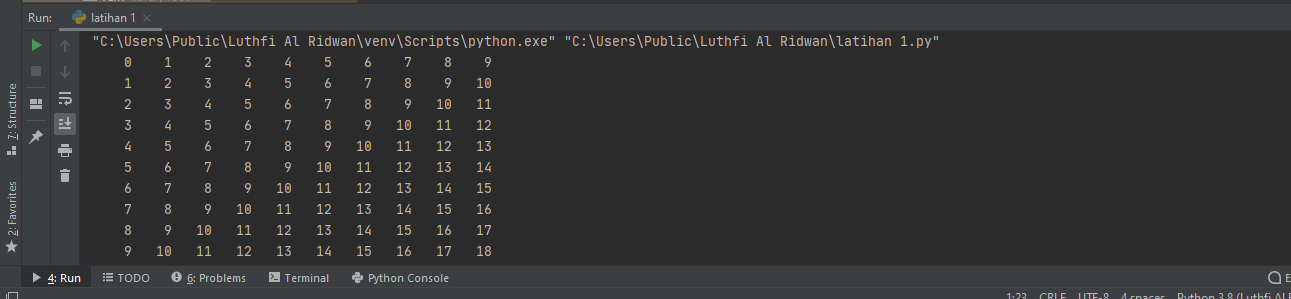 Run: latihan 1
"C:\Users\Public\Luthfi Al Ridwan\venv\Scripts\python.exe" "C:\Users\Public\Luthfi Al Ridwan\latihan 1.py"
0 1 2 3 4 5 6 7 8 9
1 2 3 4 5 6 7 8 9 10
2 3 4 5 6 7 8 9 10 11
3 4 5 6 7 8 9 10 11 12
4 5 6 7 8 9 10 11 12 13
5 6 7 8 9 10 11 12 13 14
6 7 8 9 10 11 12 13 14 15
7 8 9 10 11 12 13 14 15 16
8 9 10 11 12 13 14 15 16 17
9 10 11 12 13 14 15 16 17 18
7: Structure
2: Favorites
4: Run TODO 6: Problems Terminal Python Console
1:23 CRLF UTF-8 4 spaces Python 3.8 (Luthfi Al